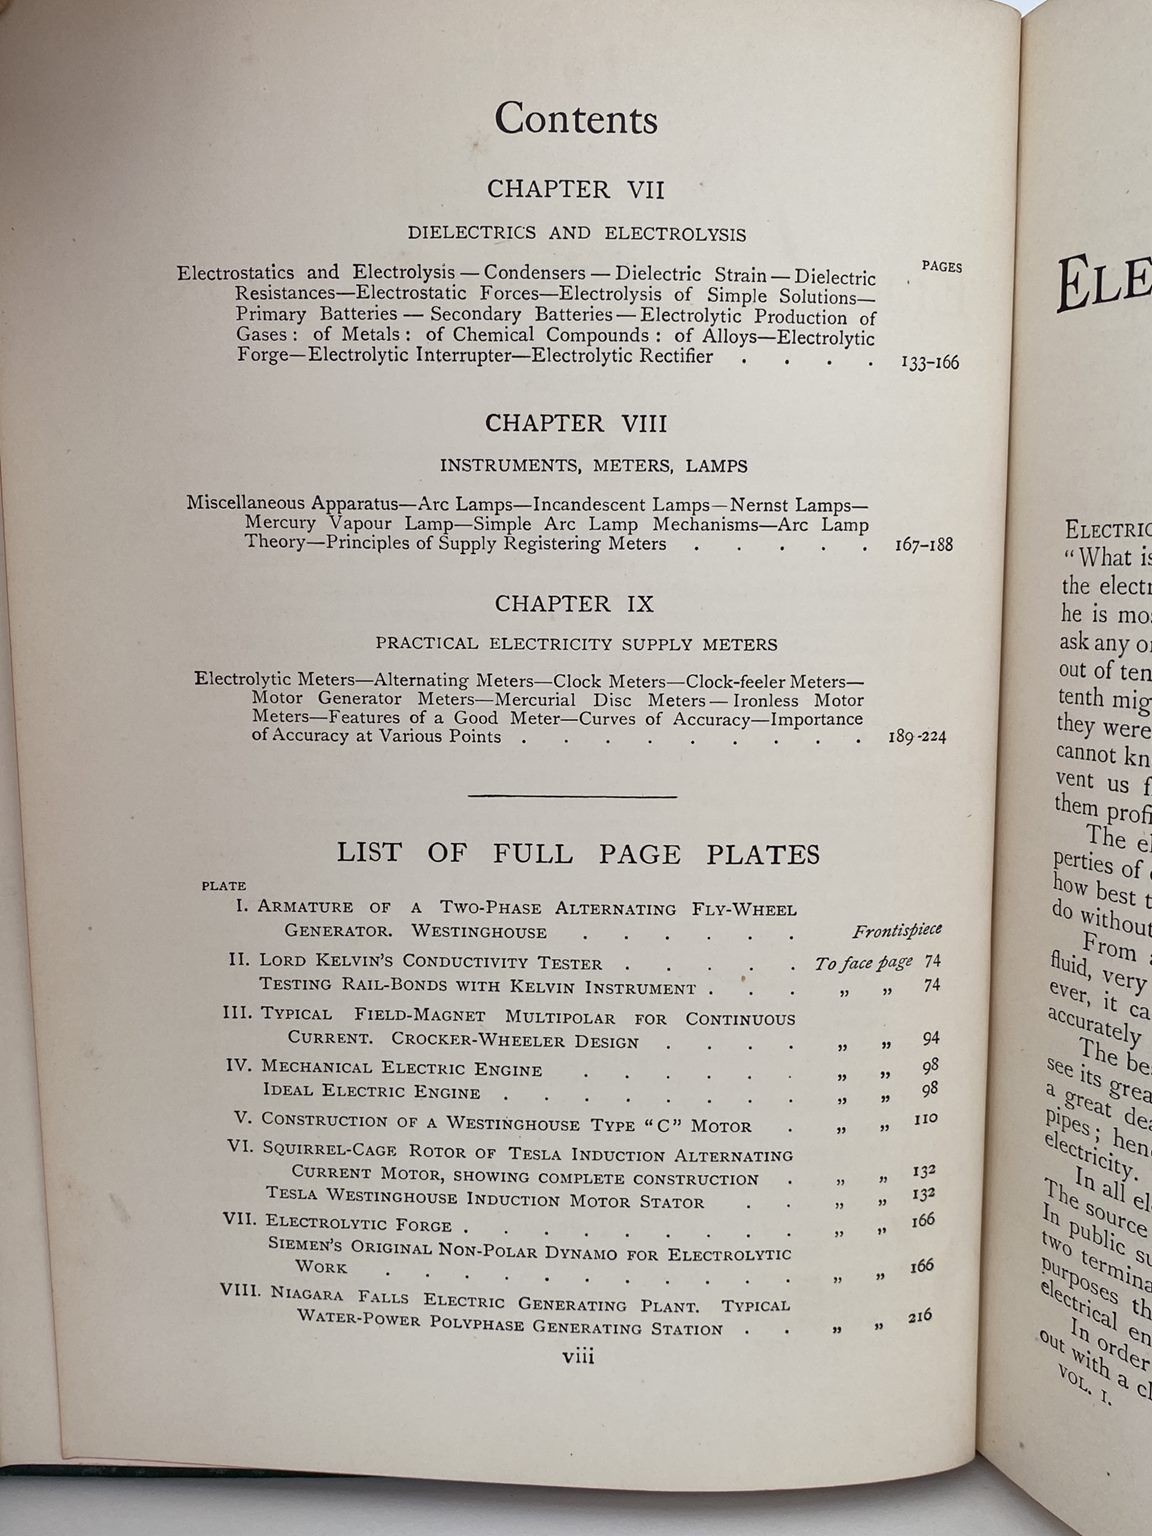 Contents
CHAPTER VII
DIELECTRICS AND ELECTROLYSIS
PAGES
Electrostatics and Electrolysis — Condensers — Dielectric Strain — Dielectric
Resistances—Electrostatic Forces—Electrolysis of Simple Solutions—
Primary Batteries — Secondary Batteries — Electrolytic Production of
Gases : of Metals : of Chemical Compounds : of Alloys—Electrolytic
Forge—Electrolytic Interrupter—Electrolytic Rectifier . . . . 133-166
CHAPTER VIII
INSTRUMENTS, METERS, LAMPS
Miscellaneous Apparatus—Arc Lamps—Incandescent Lamps—Nernst Lamps—
Mercury Vapour Lamp—Simple Arc Lamp Mechanisms—Arc Lamp
Theory—Principles of Supply Registering Meters . . . . . 167-188
CHAPTER IX
PRACTICAL ELECTRICITY SUPPLY METERS
Electrolytic Meters—Alternating Meters—Clock Meters—Clock-feeler Meters—
Motor Generator Meters—Mercurial Disc Meters — Ironless Motor
Meters—Features of a Good Meter—Curves of Accuracy—Importance
of Accuracy at Various Points . . . . . . . . . 189-224
LIST OF FULL PAGE PLATES
PLATE
I. ARMATURE OF A TWO-PHASE ALTERNATING FLY-WHEEL
GENERATOR. WESTINGHOUSE . . . . . . Frontispiece
II. LORD KELVIN'S CONDUCTIVITY TESTER . . . . . To face page 74
TESTING RAIL-BONDS WITH KELVIN INSTRUMENT . . . „ „ 74
III. TYPICAL FIELD-MAGNET MULTIPOLAR FOR CONTINUOUS
CURRENT. CROCKER-WHEELER DESIGN . . . . „ „ 94
IV. MECHANICAL ELECTRIC ENGINE . . . . . . „ „ 98
IDEAL ELECTRIC ENGINE . . . . . . . . „ „ 98
V. CONSTRUCTION OF A WESTINGHOUSE TYPE "C" MOTOR . „ „ 110
VI. SQUIRREL-CAGE ROTOR OF TESLA INDUCTION ALTERNATING
CURRENT MOTOR, SHOWING COMPLETE CONSTRUCTION . „ „ 132
TESLA WESTINGHOUSE INDUCTION MOTOR STATOR . . „ „ 132
VII. ELECTROLYTIC FORGE . . . . . . . . . „ „ 166
SIEMEN'S ORIGINAL NON-POLAR DYNAMO FOR ELECTROLYTIC
WORK . . . . . . . . . . . „ „ 166
VIII. NIAGARA FALLS ELECTRIC GENERATING PLANT. TYPICAL
WATER-POWER POLYPHASE GENERATING STATION . . „ „ 216
viii
ELE
ELECTRIC
"What is
the electr
he is mos
ask any o
out of ten
tenth mig
they were
cannot kn
vent us f
them profi
The el
perties of
how best t
do without
From a
fluid, very
ever, it ca
accurately
The be
see its grea
a great dea
pipes; hen
electricity.
In all el
The source
In public su
two termina
purposes th
electrical en
In order
out with a cl
VOL. I.